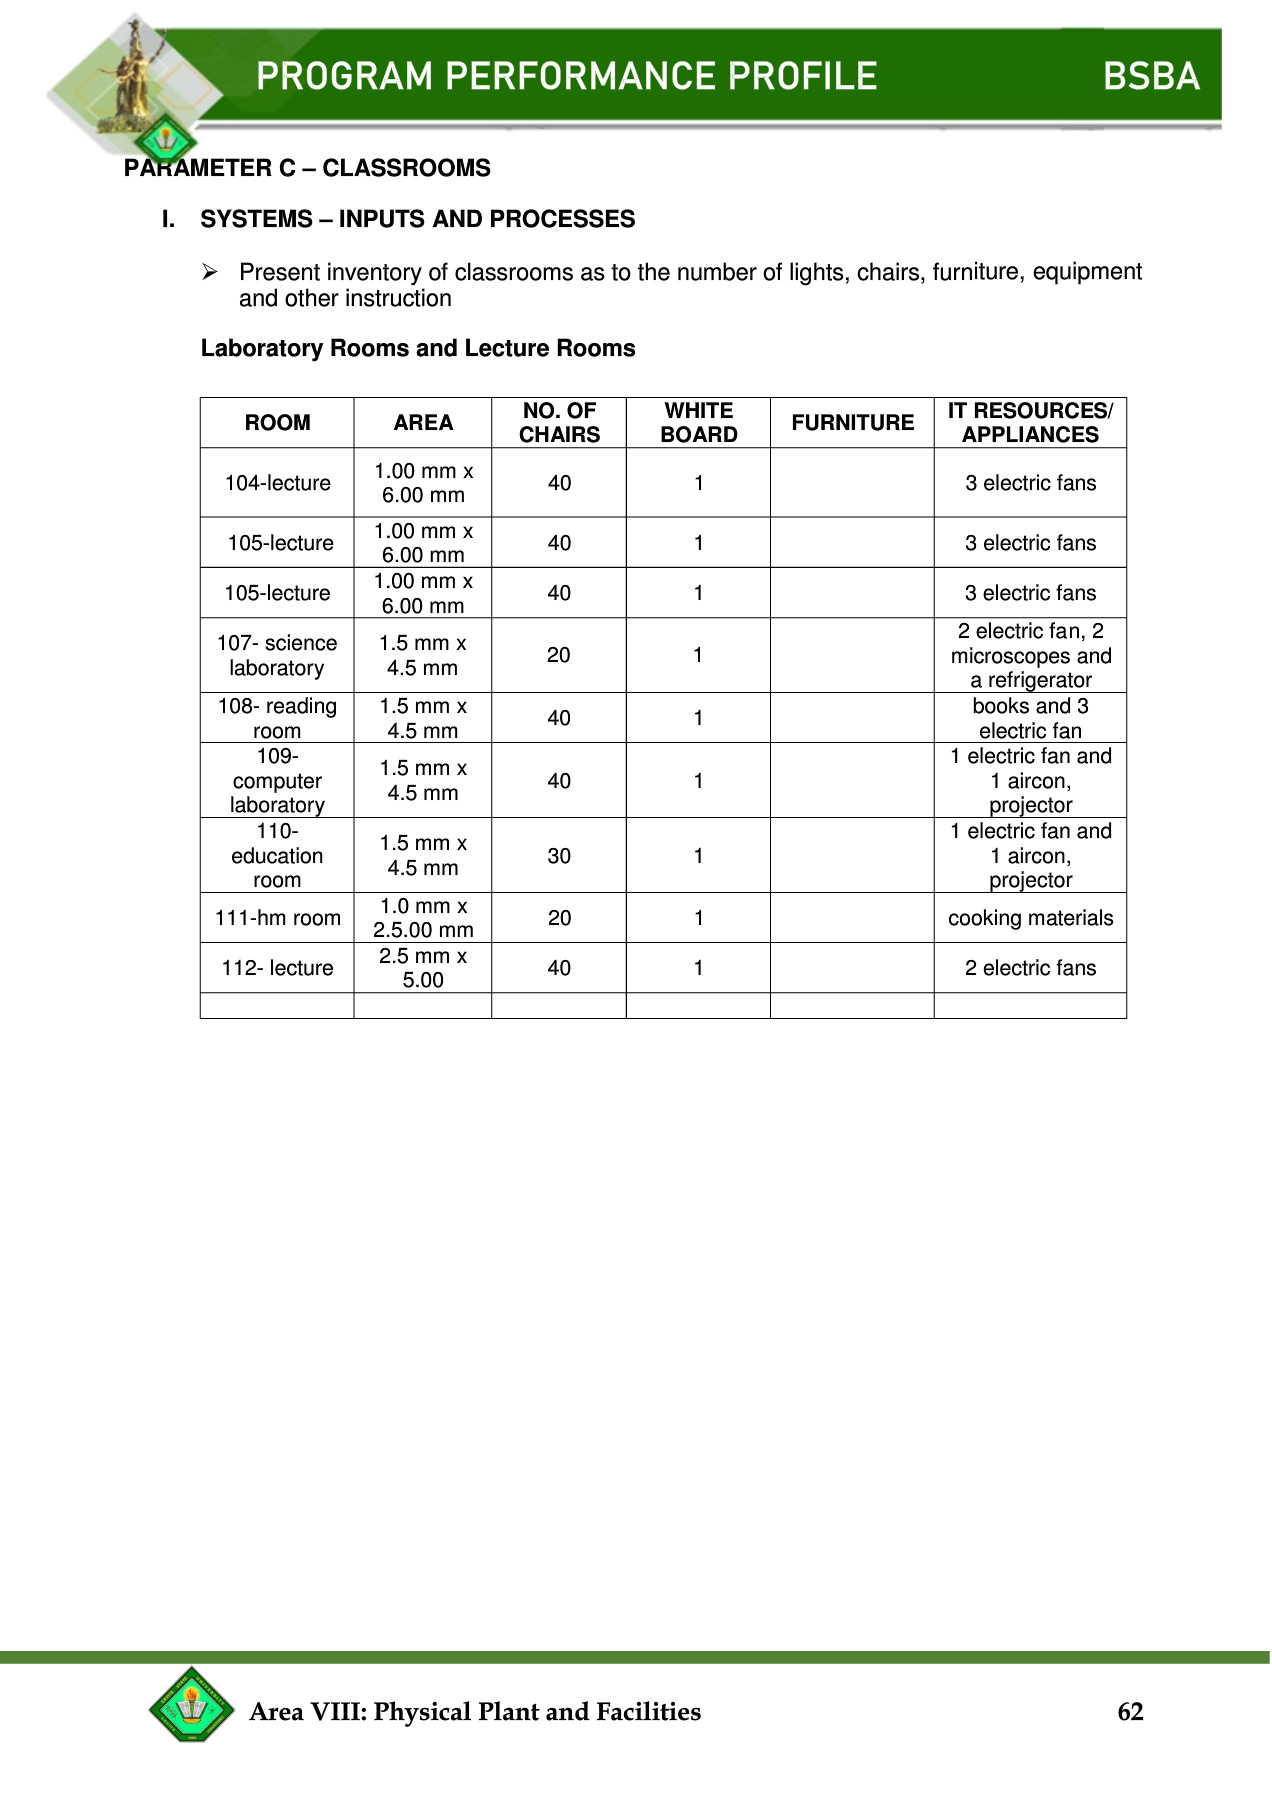 PROGRAM PERFORMANCE PROFILE BSBA
PARAMETER C – CLASSROOMS
I. SYSTEMS – INPUTS AND PROCESSES
➢ Present inventory of classrooms as to the number of lights, chairs, furniture, equipment
and other instruction
Laboratory Rooms and Lecture Rooms
ROOM AREA NO. OF CHAIRS WHITE BOARD FURNITURE IT RESOURCES/ APPLIANCES
104-lecture 1.00 mm x 6.00 mm 40 1 3 electric fans
105-lecture 1.00 mm x 6.00 mm 40 1 3 electric fans
105-lecture 1.00 mm x 6.00 mm 40 1 3 electric fans
107- science laboratory 1.5 mm x 4.5 mm 20 1 2 electric fan, 2 microscopes and a refrigerator
108- reading room 1.5 mm x 4.5 mm 40 1 books and 3 electric fan
109- computer laboratory 1.5 mm x 4.5 mm 40 1 1 electric fan and 1 aircon, projector
110- education room 1.5 mm x 4.5 mm 30 1 1 electric fan and 1 aircon, projector
111-hm room 1.0 mm x 2.5.00 mm 20 1 cooking materials
112- lecture 2.5 mm x 5.00 40 1 2 electric fans
Area VIII: Physical Plant and Facilities 62